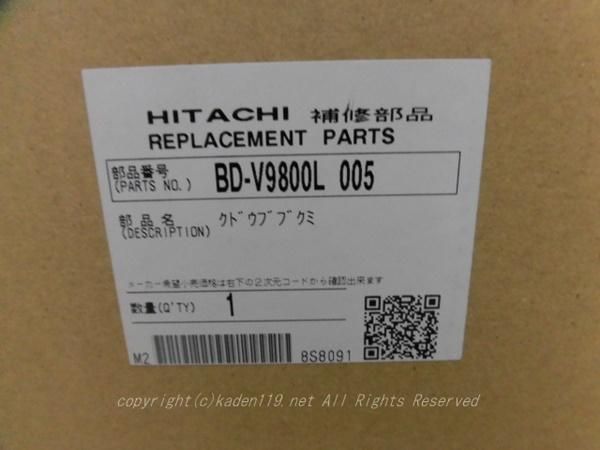 HITACHI 補修部品
REPLACEMENT PARTS
部品番号
(PARTS NO.) BD-V9800L 005
部品名
(DESCRIPTION) クドウブブクミ
メーカー希望小売価格は右下の2次元コードから確認出来ます
数量(Q'TY) 1
M2 8S8091
copyright(c)kaden119.net All Rights Reserved